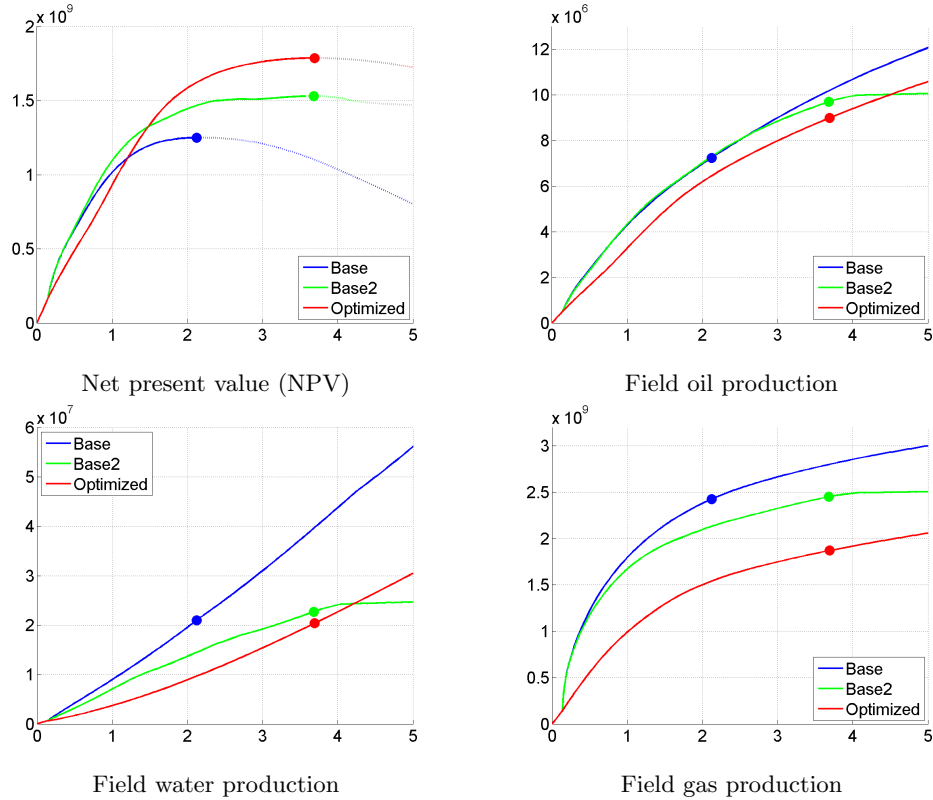 x 10^9
2
1.5
1
0.5
0
0 1 2 3 4 5
Base
Base2
Optimized
Net present value (NPV)
x 10^6
12
10
8
6
4
2
0
0 1 2 3 4 5
Base
Base2
Optimized
Field oil production
x 10^7
6
5
4
3
2
1
0
0 1 2 3 4 5
Base
Base2
Optimized
Field water production
x 10^9
3
2.5
2
1.5
1
0.5
0
0 1 2 3 4 5
Base
Base2
Optimized
Field gas production